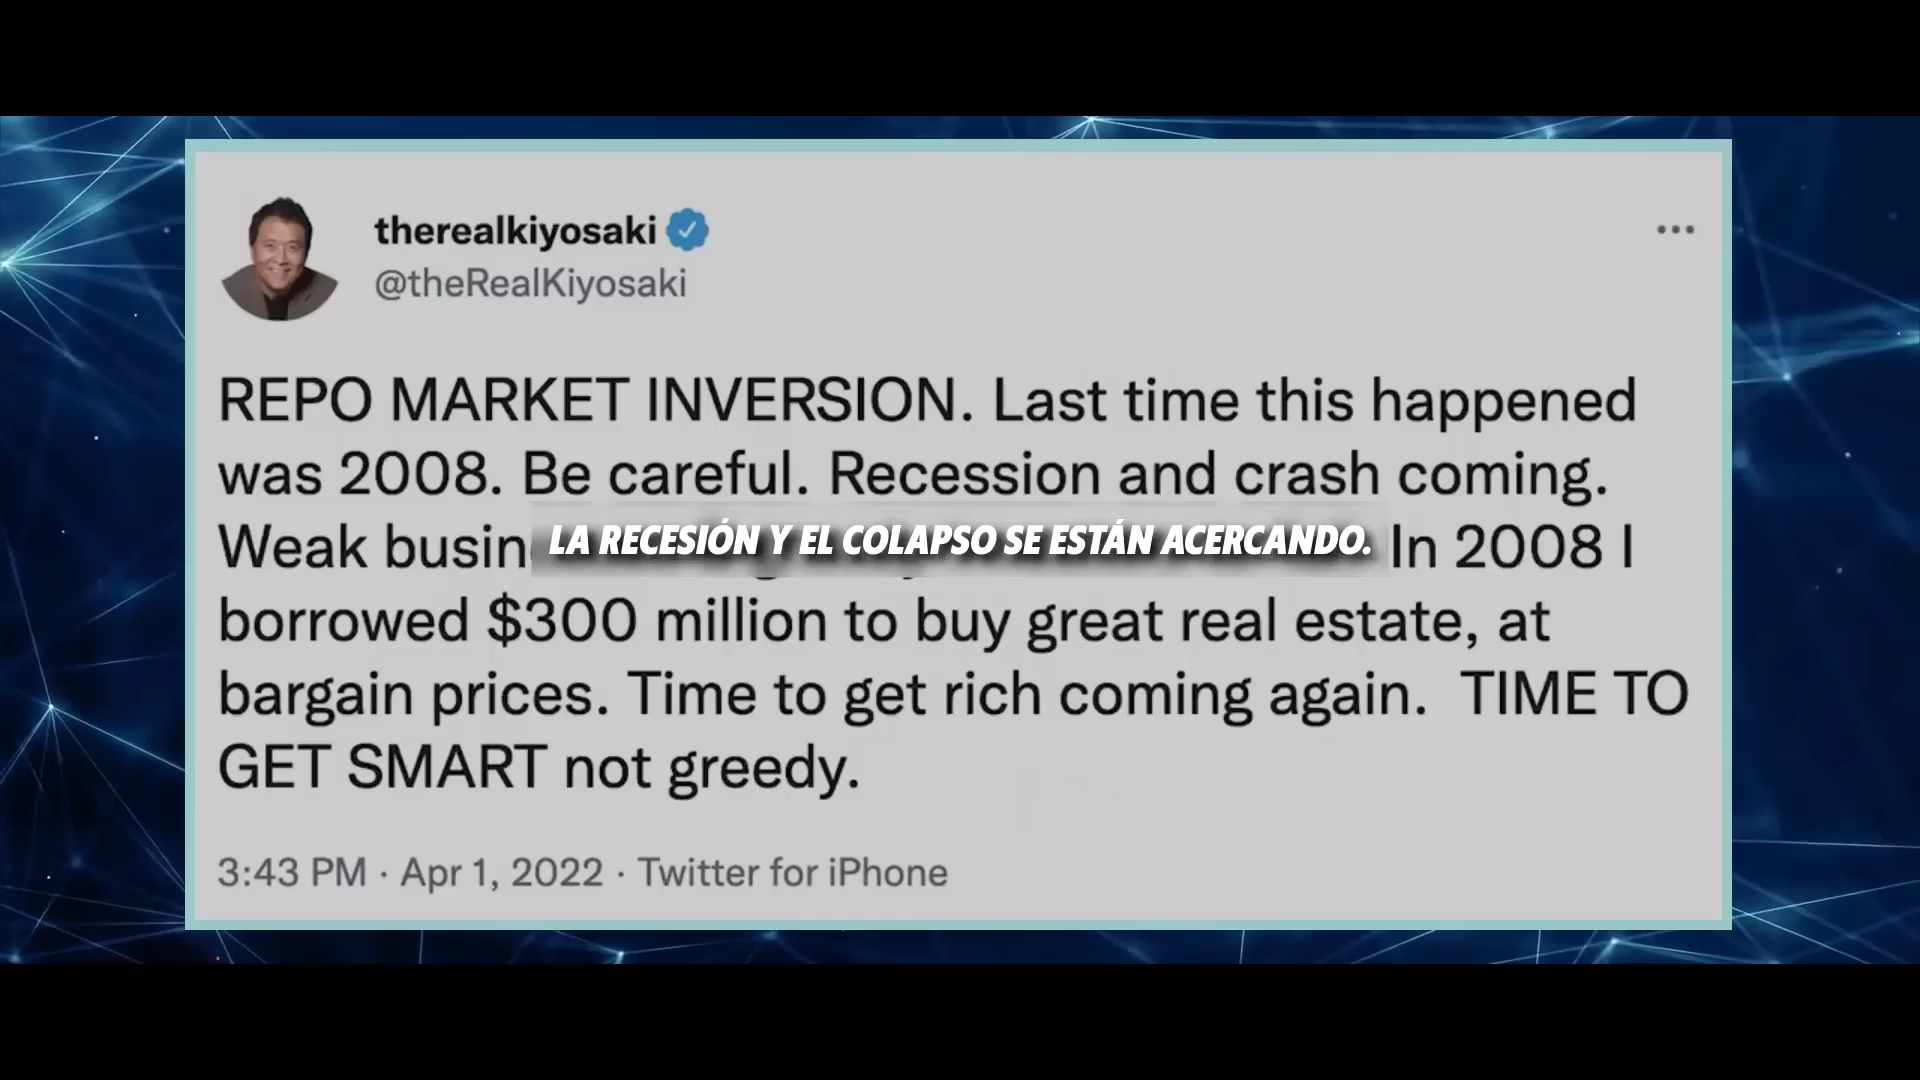 therealkiyosaki
@theRealKiyosaki
REPO MARKET INVERSION. Last time this happened
was 2008. Be careful. Recession and crash coming.
Weak In 2008 I
LA RECESIÓN Y EL COLAPSO SE ESTÁN ACERCANDO.
borrowed $300 million to buy great real estate, at
bargain prices. Time to get rich coming again. TIME TO
GET SMART not greedy.
3:43 PM · Apr 1, 2022 · Twitter for iPhone